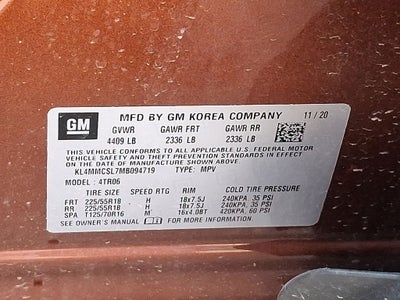 GM
MFD BY GM KOREA COMPANY 11/20
GVWR GAWR FRT GAWR RR
4409 LB 2336 LB 2336 LB
THIS VEHICLE CONFORMS TO ALL APPLICABLE U.S. FEDERAL MOTOR
VEHICLE SAFETY, BUMPER, AND THEFT PREVENTION STANDARDS IN EFFECT
ON THE DATE OF MANUFACTURE SHOWN ABOVE.
KL4MMCSL7MB094719 TYPE: MPV
MODEL : 4TR06
TIRE SIZE SPEED RTG RIM COLD TIRE PRESSURE
FRT 225/55R18 H 18x7.5J 240KPA, 35 PSI
RR 225/55R18 H 18x7.5J 240KPA, 35 PSI
SPA T125/70R16 M 16x4.0BT 420KPA, 60 PSI
SEE OWNER'S MANUAL FOR MORE INFORMATION.